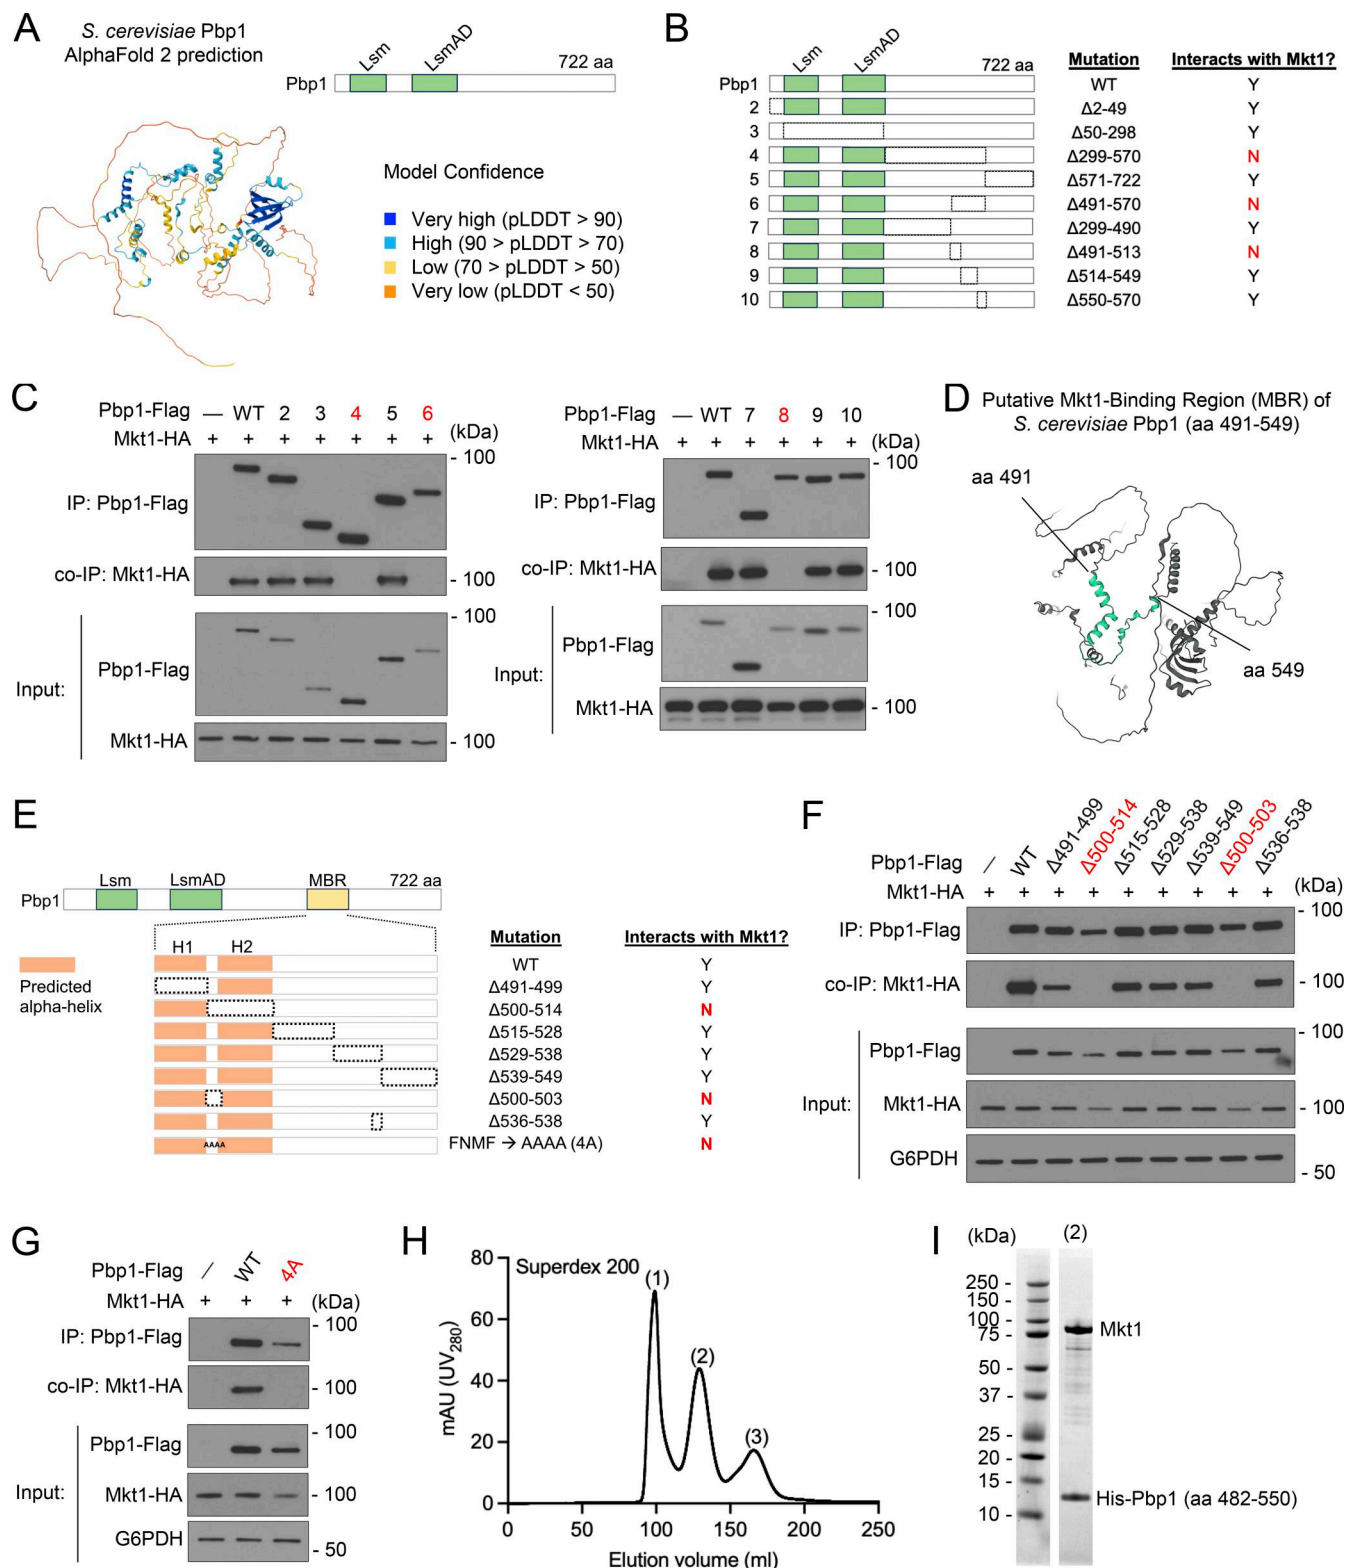 A
S. cerevisiae Pbp1
AlphaFold 2 prediction
Lsm
LsmAD
722 aa
Pbp1
Model Confidence
Very high (pLDDT > 90)
High (90 > pLDDT > 70)
Low (70 > pLDDT > 50)
Very low (pLDDT < 50)
B
Lsm
LsmAD
722 aa
Mutation Interacts with Mkt1?
Pbp1 WT Y
2 Δ2-49 Y
3 Δ50-298 Y
4 Δ299-570 N
5 Δ571-722 Y
6 Δ491-570 N
7 Δ299-490 Y
8 Δ491-513 N
9 Δ514-549 Y
10 Δ550-570 Y
C
Pbp1-Flag — WT 2 3 4 5 6
Mkt1-HA + + + + + + + (kDa)
- 100
IP: Pbp1-Flag
co-IP: Mkt1-HA - 100
- 100
Pbp1-Flag
Input:
Mkt1-HA - 100
Pbp1-Flag — WT 7 8 9 10
Mkt1-HA + + + + + + (kDa)
- 100
IP: Pbp1-Flag
co-IP: Mkt1-HA - 100
- 100
Pbp1-Flag
Input:
Mkt1-HA - 100
D
Putative Mkt1-Binding Region (MBR) of
S. cerevisiae Pbp1 (aa 491-549)
aa 491
aa 549
E
Lsm LsmAD MBR 722 aa
Pbp1
H1 H2
Predicted
alpha-helix
Mutation Interacts with Mkt1?
WT Y
Δ491-499 Y
Δ500-514 N
Δ515-528 Y
Δ529-538 Y
Δ539-549 Y
Δ500-503 N
Δ536-538 Y
AAAA FNMF → AAAA (4A) N
F
Pbp1-Flag / WT Δ491-499 Δ500-514 Δ515-528 Δ529-538 Δ539-549 Δ500-503 Δ536-538
Mkt1-HA + + + + + + + + + (kDa)
- 100
IP: Pbp1-Flag
co-IP: Mkt1-HA - 100
- 100
Pbp1-Flag
Input:
Mkt1-HA - 100
G6PDH
- 50
G
Pbp1-Flag / WT 4A
Mkt1-HA + + + (kDa)
- 100
IP: Pbp1-Flag
co-IP: Mkt1-HA - 100
- 100
Pbp1-Flag
Input:
Mkt1-HA - 100
G6PDH
- 50
H
Superdex 200
80
60
40
20
0
mAU (UV280)
(1)
(2)
(3)
0 50 100 150 200 250
Elution volume (ml)
I
(kDa) (2)
250 -
150 -
100 -
75 -
50 -
37 -
25 -
20 -
15 -
10 -
Mkt1
His-Pbp1 (aa 482-550)